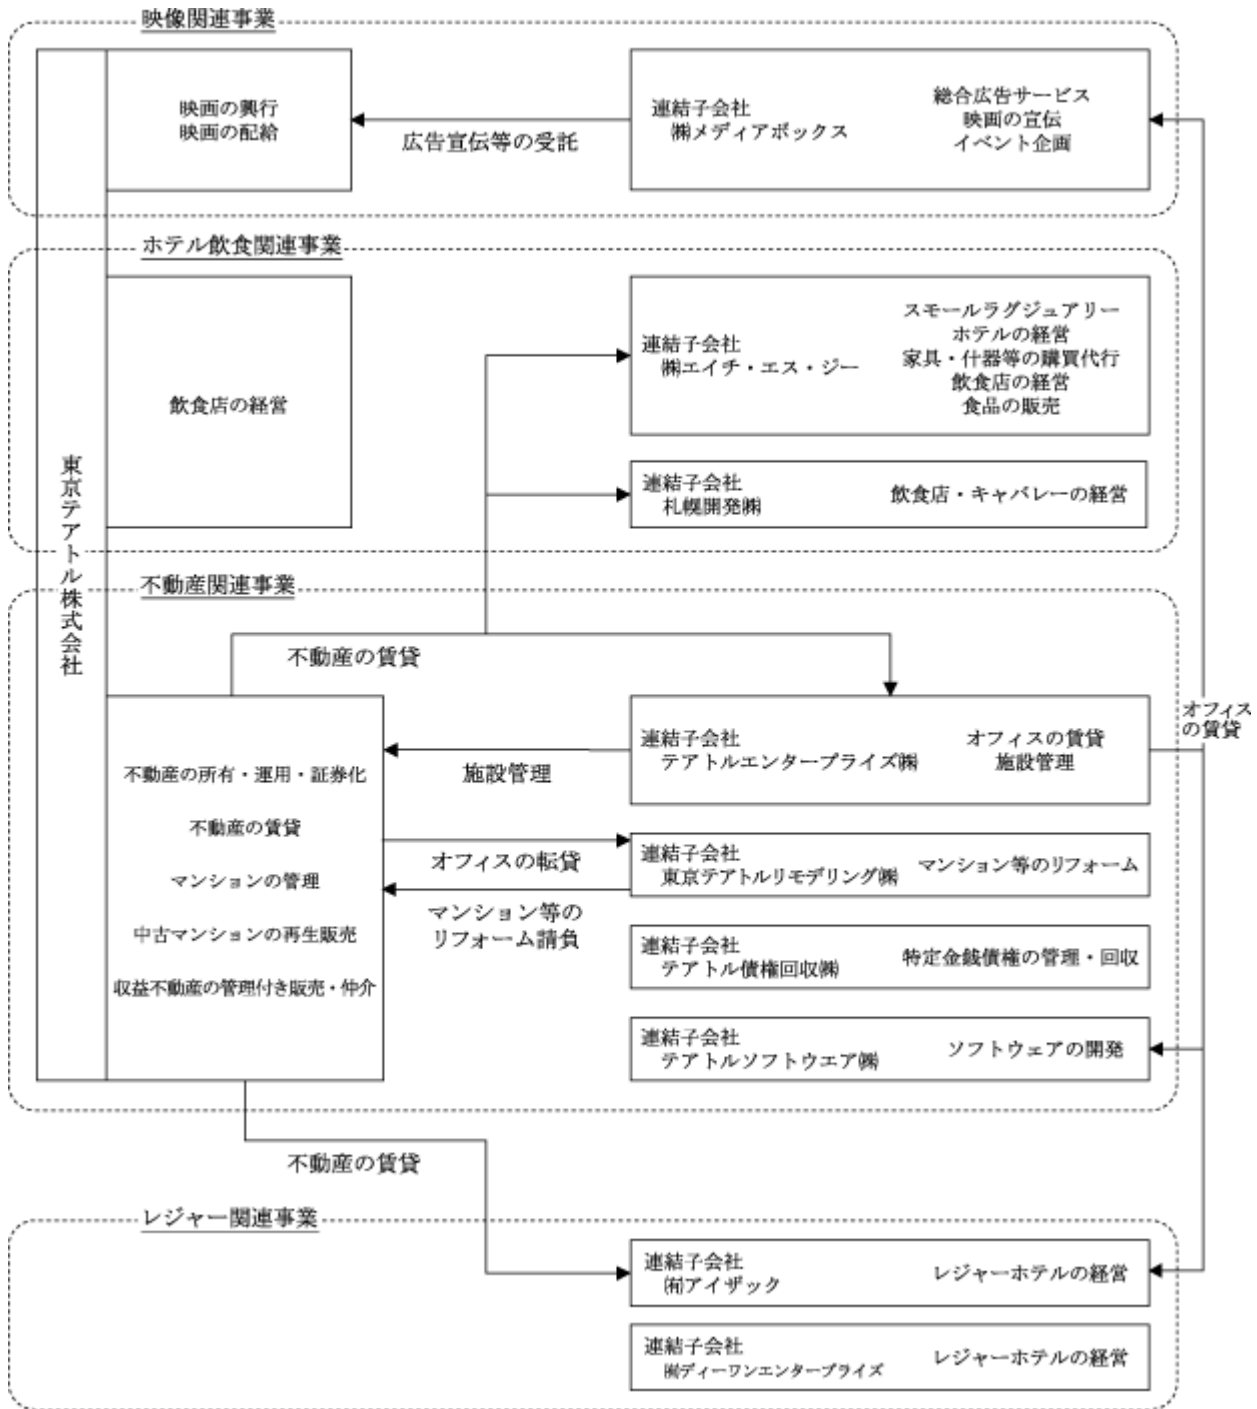 映像関連事業
映画の興行
映画の配給
広告宣伝等の受託
連結子会社
㈱メディアボックス
総合広告サービス
映画の宣伝
イベント企画
ホテル飲食関連事業
飲食店の経営
連結子会社
㈱エイチ・エス・ジー
スモールラグジュアリー
ホテルの経営
家具・什器等の購買代行
飲食店の経営
食品の販売
連結子会社
札幌開発㈱
飲食店・キャバレーの経営
東京テアトル株式会社
不動産関連事業
不動産の賃貸
不動産の所有・運用・証券化
不動産の賃貸
マンションの管理
中古マンションの再生販売
収益不動産の管理付き販売・仲介
施設管理
連結子会社
テアトルエンタープライズ㈱
オフィスの賃貸
施設管理
オフィス
の賃貸
オフィスの転貸
マンション等の
リフォーム請負
連結子会社
東京テアトルリモデリング㈱
マンション等のリフォーム
連結子会社
テアトル債権回収㈱
特定金銭債権の管理・回収
連結子会社
テアトルソフトウエア㈱
ソフトウェアの開発
不動産の賃貸
レジャー関連事業
連結子会社
㈲アイザック
レジャーホテルの経営
連結子会社
㈲ディーワンエンタープライズ
レジャーホテルの経営